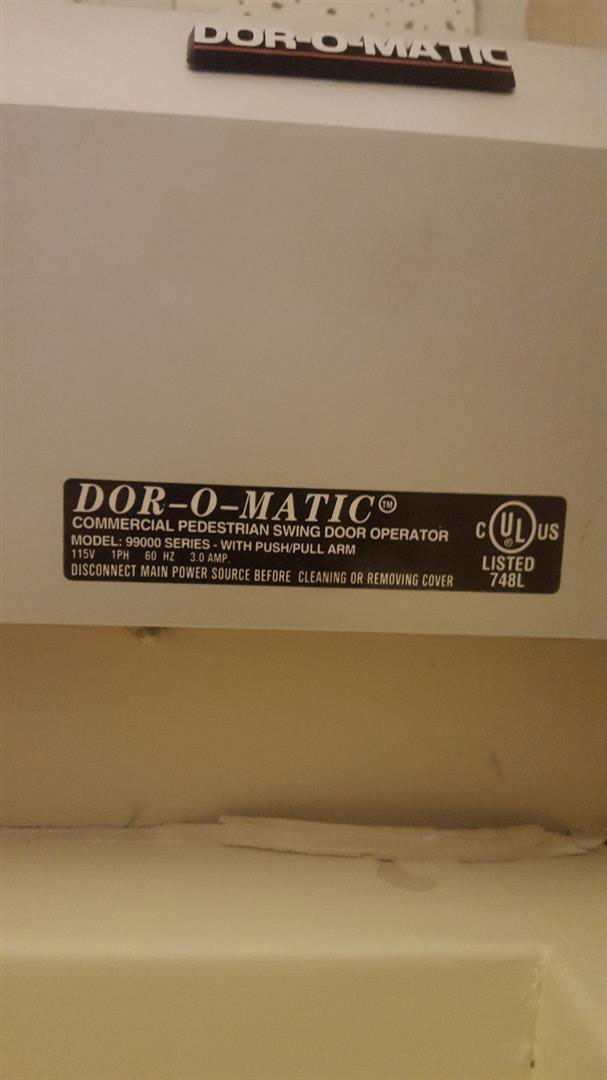 DOR-O-MATIC
DOR-O-MATIC™
COMMERCIAL PEDESTRIAN SWING DOOR OPERATOR
MODEL: 99000 SERIES - WITH PUSH/PULL ARM
115V 1PH 60 HZ 3.0 AMP.
DISCONNECT MAIN POWER SOURCE BEFORE CLEANING OR REMOVING COVER
C UL® US
LISTED
748L